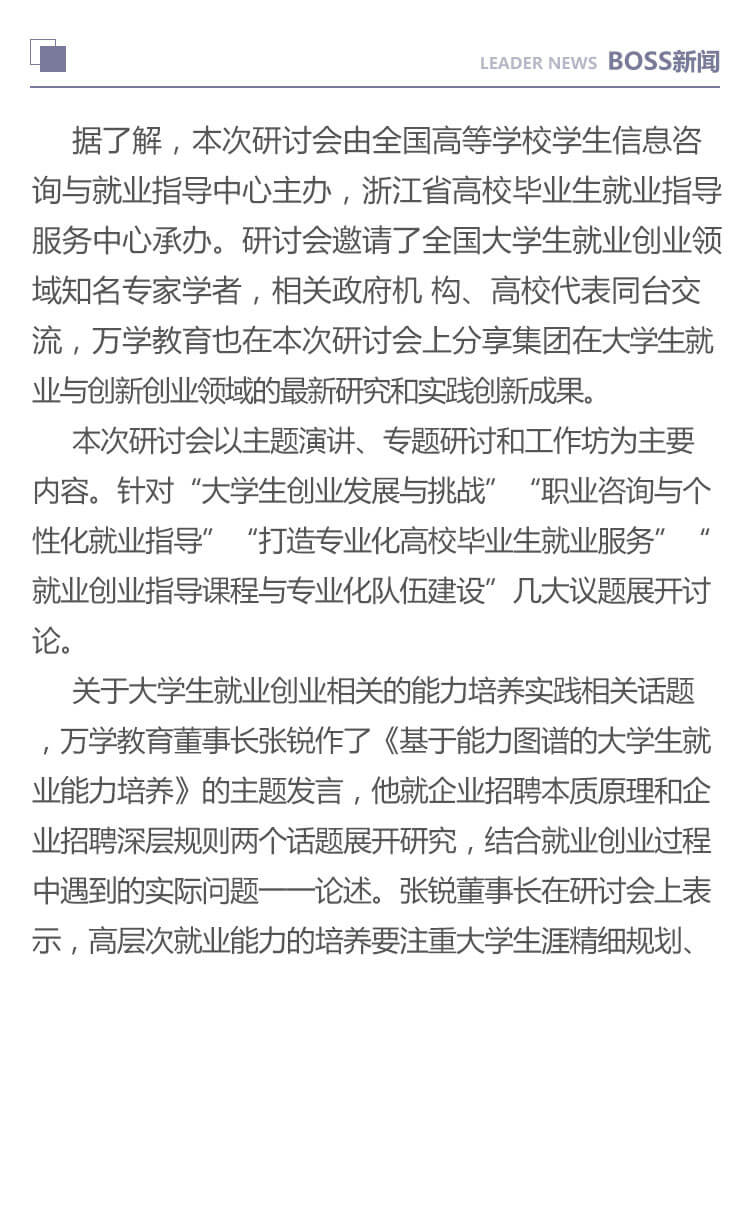 LEADER NEWS BOSS新闻
据了解，本次研讨会由全国高等学校学生信息咨
询与就业指导中心主办，浙江省高校毕业生就业指导
服务中心承办。研讨会邀请了全国大学生就业创业领
域知名专家学者，相关政府机 构、高校代表同台交
流，万学教育也在本次研讨会上分享集团在大学生就
业与创新创业领域的最新研究和实践创新成果。
本次研讨会以主题演讲、专题研讨和工作坊为主要
内容。针对“大学生创业发展与挑战”“职业咨询与个
性化就业指导”“打造专业化高校毕业生就业服务”“
就业创业指导课程与专业化队伍建设”几大议题展开讨
论。
关于大学生就业创业相关的能力培养实践相关话题
，万学教育董事长张锐作了《基于能力图谱的大学生就
业能力培养》的主题发言，他就企业招聘本质原理和企
业招聘深层规则两个话题展开研究，结合就业创业过程
中遇到的实际问题一一论述。张锐董事长在研讨会上表
示，高层次就业能力的培养要注重大学生涯精细规划、